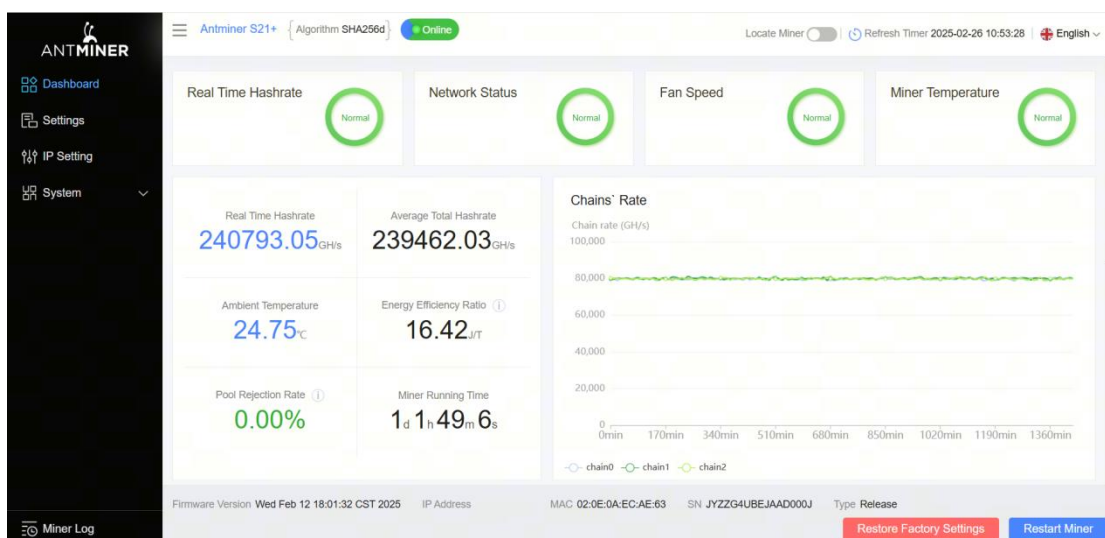 ANTMINER
Dashboard
Settings
IP Setting
System
Miner Log
Antminer S21+ { Algorithm SHA256d } Online
Locate Miner Refresh Timer 2025-02-26 10:53:28 English
Real Time Hashrate Normal
Network Status Normal
Fan Speed Normal
Miner Temperature Normal
Real Time Hashrate
240793.05GH/s
Average Total Hashrate
239462.03GH/s
Ambient Temperature
24.75℃
Energy Efficiency Ratio
16.42J/T
Pool Rejection Rate
0.00%
Miner Running Time
1d 1h 49m 6s
Chains` Rate
Chain rate (GH/s)
100,000
80,000
60,000
40,000
20,000
0
0min 170min 340min 510min 680min 850min 1020min 1190min 1360min
chain0 chain1 chain2
Firmware Version Wed Feb 12 18:01:32 CST 2025 IP Address MAC 02:0E:0A:EC:AE:63 SN JYZZG4UBEJAAD000J Type Release
Restore Factory Settings Restart Miner